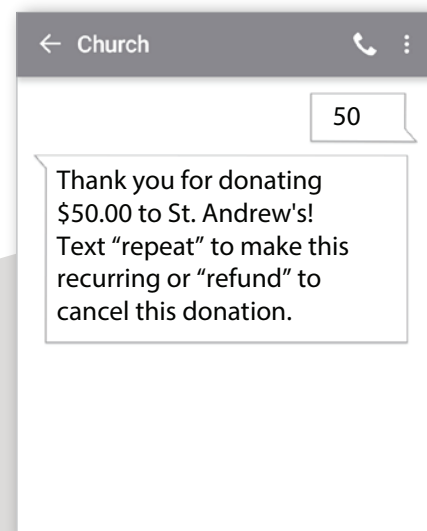 Church
50
Thank you for donating
$50.00 to St. Andrew's!
Text “repeat” to make this
recurring or “refund” to
cancel this donation.